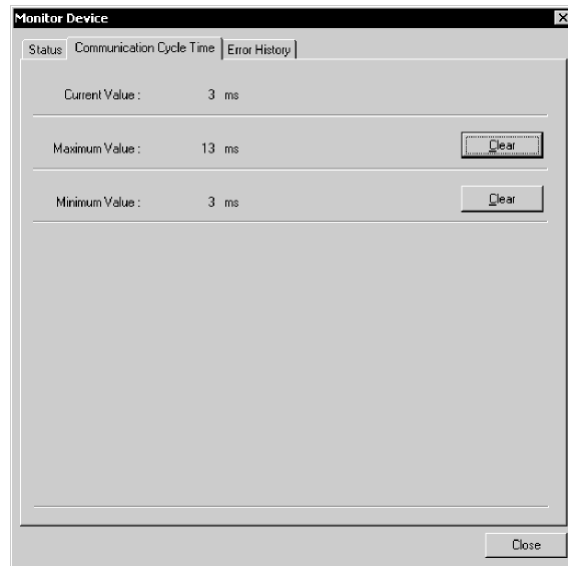 Monitor Device
Status Communication Cycle Time Error History
Current Value : 3 ms
Maximum Value : 13 ms Clear
Minimum Value : 3 ms Clear
Close